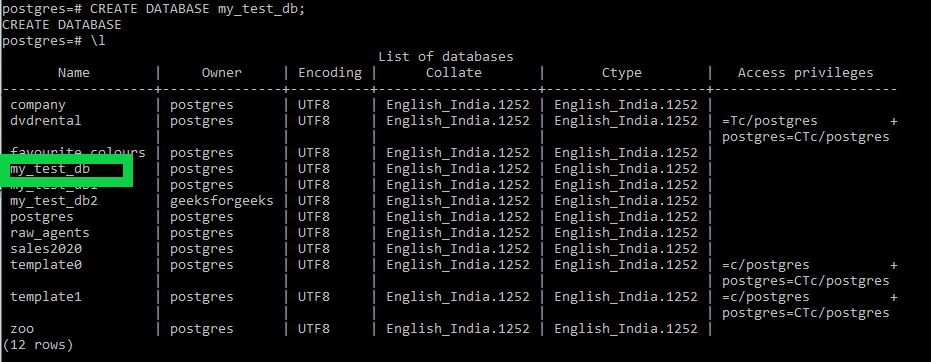 postgres=# CREATE DATABASE my_test_db;
CREATE DATABASE
postgres=# \l
                                               List of databases
       Name        |     Owner     | Encoding |      Collate       |       Ctype        |   Access privileges
-------------------+---------------+----------+--------------------+--------------------+-----------------------
 company           | postgres      | UTF8     | English_India.1252 | English_India.1252 |
 dvdrental         | postgres      | UTF8     | English_India.1252 | English_India.1252 | =Tc/postgres         +
                   |               |          |                    |                    | postgres=CTc/postgres
 favourite_colours | postgres      | UTF8     | English_India.1252 | English_India.1252 |
 my_test_db        | postgres      | UTF8     | English_India.1252 | English_India.1252 |
 my_test_db1       | postgres      | UTF8     | English_India.1252 | English_India.1252 |
 my_test_db2       | geeksforgeeks | UTF8     | English_India.1252 | English_India.1252 |
 postgres          | postgres      | UTF8     | English_India.1252 | English_India.1252 |
 raw_agents        | postgres      | UTF8     | English_India.1252 | English_India.1252 |
 sales2020         | postgres      | UTF8     | English_India.1252 | English_India.1252 |
 template0         | postgres      | UTF8     | English_India.1252 | English_India.1252 | =c/postgres          +
                   |               |          |                    |                    | postgres=CTc/postgres
 template1         | postgres      | UTF8     | English_India.1252 | English_India.1252 | =c/postgres          +
                   |               |          |                    |                    | postgres=CTc/postgres
 zoo               | postgres      | UTF8     | English_India.1252 | English_India.1252 |
(12 rows)